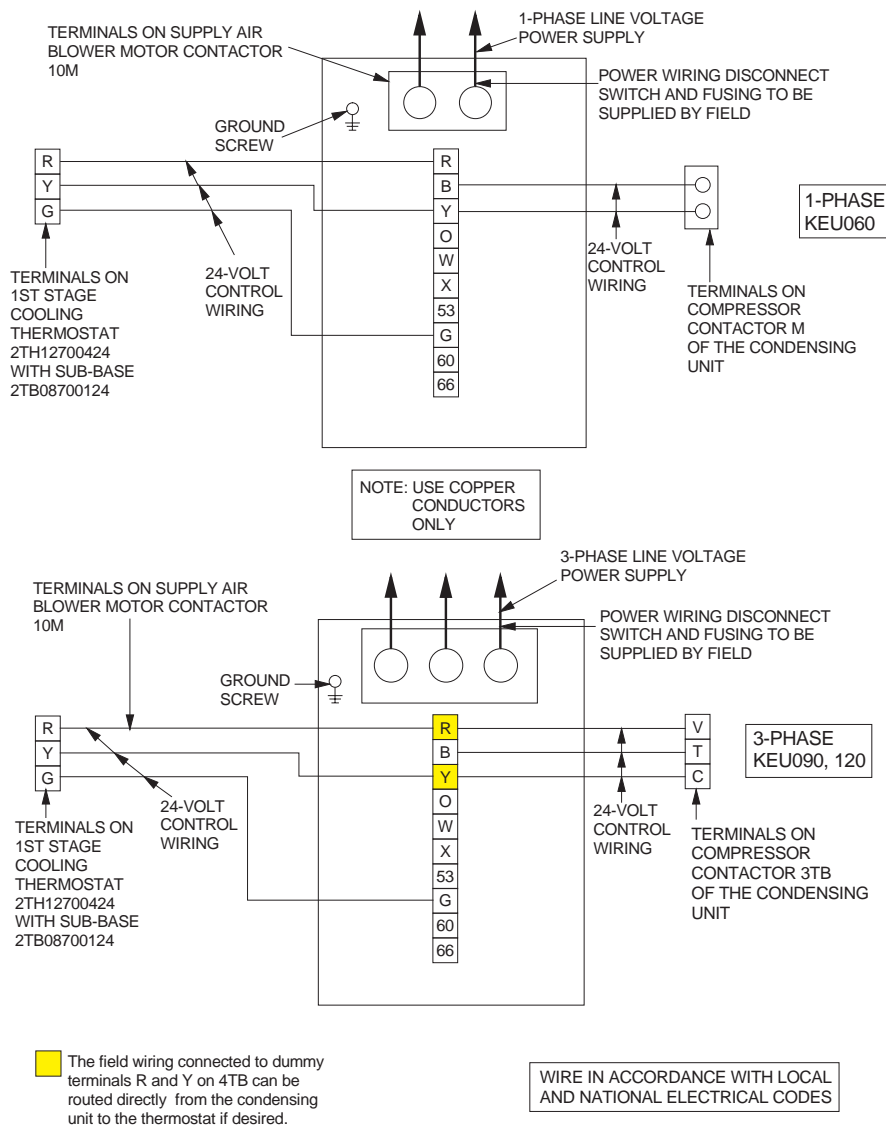 TERMINALS ON SUPPLY AIR
BLOWER MOTOR CONTACTOR
10M
1-PHASE LINE VOLTAGE
POWER SUPPLY
POWER WIRING DISCONNECT
SWITCH AND FUSING TO BE
SUPPLIED BY FIELD
GROUND
SCREW
R
Y
G
R
B
Y
O
W
X
53
G
60
66
1-PHASE
KEU060
TERMINALS ON
1ST STAGE
COOLING
THERMOSTAT
2TH12700424
WITH SUB-BASE
2TB08700124
24-VOLT
CONTROL
WIRING
24-VOLT
CONTROL
WIRING
TERMINALS ON
COMPRESSOR
CONTACTOR M
OF THE CONDENSING
UNIT
NOTE: USE COPPER
CONDUCTORS
ONLY
3-PHASE LINE VOLTAGE
POWER SUPPLY
TERMINALS ON SUPPLY AIR
BLOWER MOTOR CONTACTOR
10M
POWER WIRING DISCONNECT
SWITCH AND FUSING TO BE
SUPPLIED BY FIELD
GROUND
SCREW
R
Y
G
R
B
Y
O
W
X
53
G
60
66
V
T
C
3-PHASE
KEU090, 120
TERMINALS ON
1ST STAGE
COOLING
THERMOSTAT
2TH12700424
WITH SUB-BASE
2TB08700124
24-VOLT
CONTROL
WIRING
24-VOLT
CONTROL
WIRING
TERMINALS ON
COMPRESSOR
CONTACTOR 3TB
OF THE CONDENSING
UNIT
The field wiring connected to dummy
terminals R and Y on 4TB can be
routed directly from the condensing
unit to the thermostat if desired.
WIRE IN ACCORDANCE WITH LOCAL
AND NATIONAL ELECTRICAL CODES